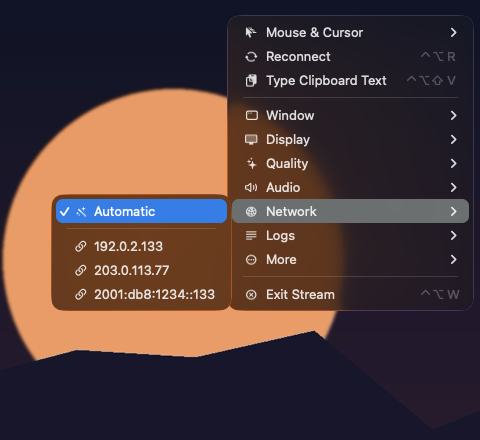 Mouse & Cursor
Reconnect ⌃⌥R
Type Clipboard Text ⌃⌥⇧V
Window
Display
Quality
Audio
Network
Logs
More
Exit Stream ⌃⌥W
✓ Automatic
192.0.2.133
203.0.113.77
2001:db8:1234::133